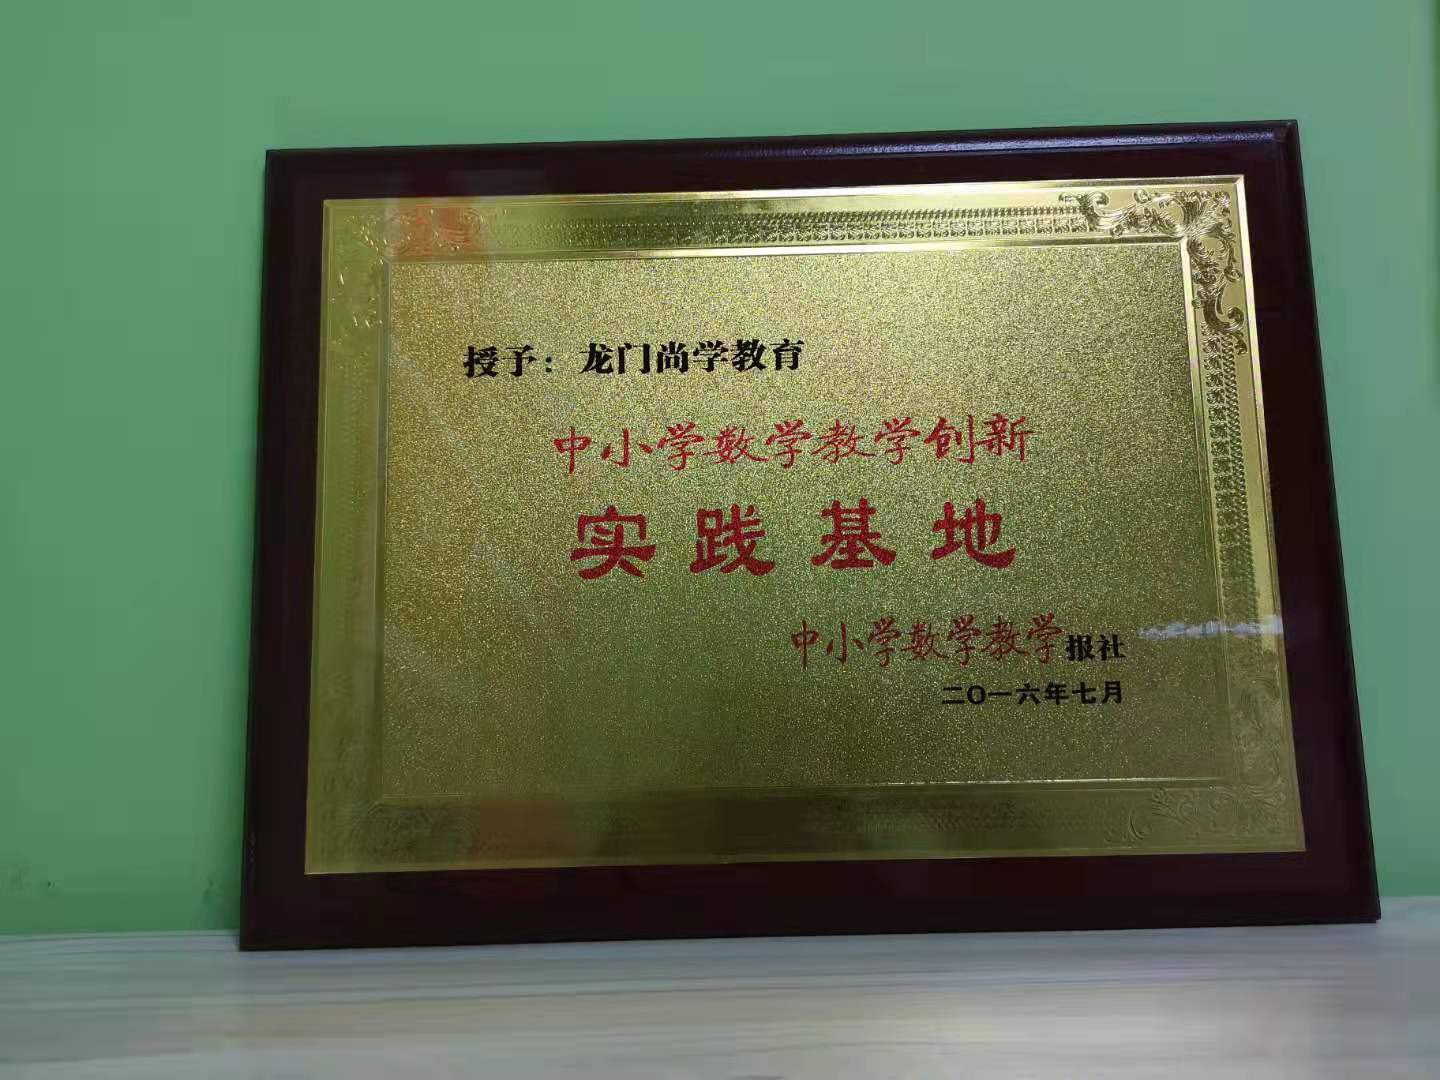 授予：龙门尚学教育
中小学数学教学创新
实践基地
中小学数学教学报社
二〇一六年七月